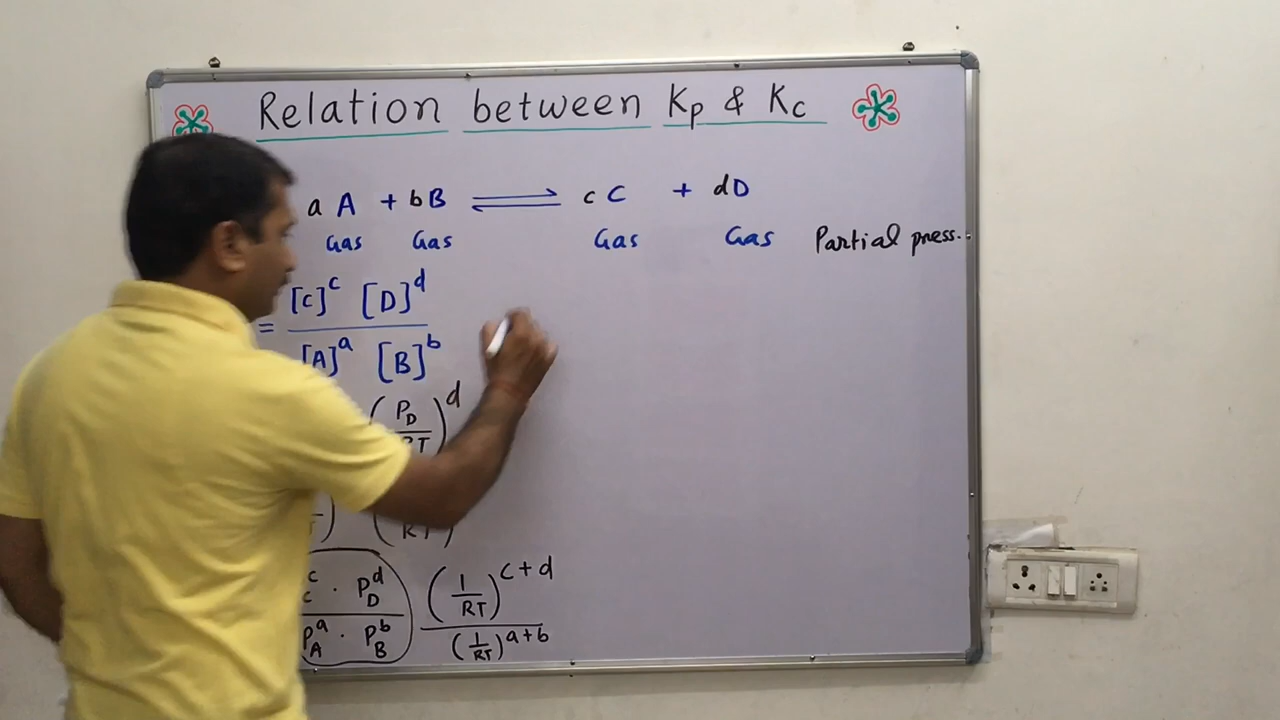 Relation between Kp & Kc
a A + bB ⇌ c C + dD
Gas Gas Gas Gas Partial press.
= [C]^c [D]^d
[A]^a [B]^b
(P_D / RT)^d
RT)
c/C · P_D^d (1/RT)^c+d
P_A^a · P_B^b (1/RT)^a+b